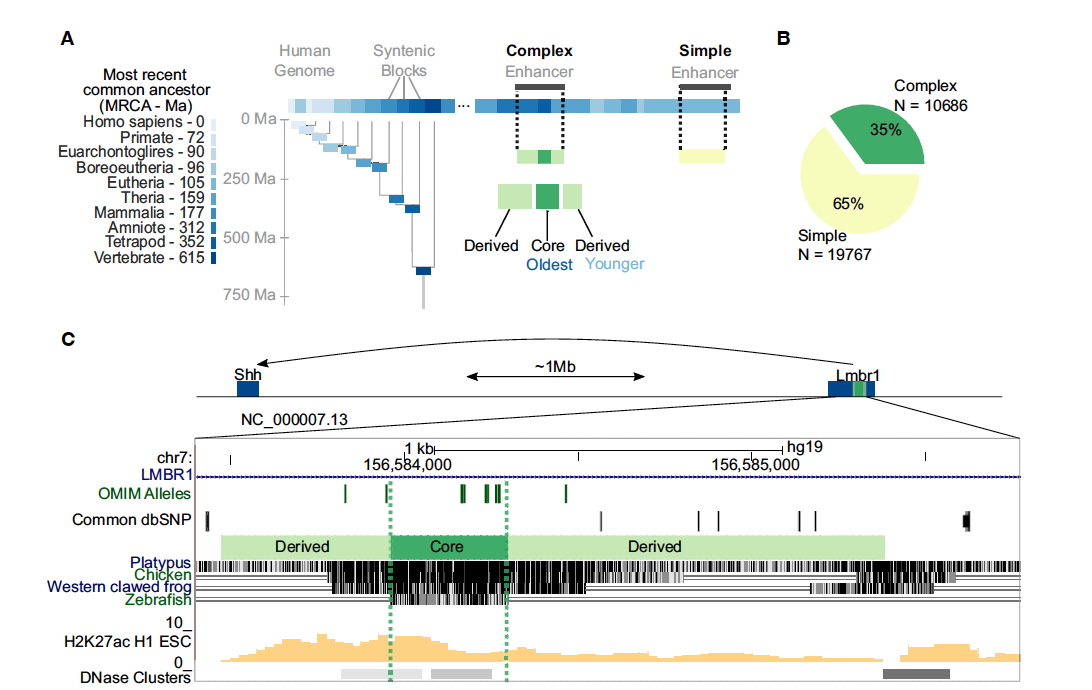 A
Most recent
common ancestor
(MRCA - Ma)
Homo sapiens - 0
Primate - 72
Euarchontoglires - 90
Boreoeutheria - 96
Eutheria - 105
Theria - 159
Mammalia - 177
Amniote - 312
Tetrapod - 352
Vertebrate - 615
Human
Genome
Syntenic
Blocks
Complex
Enhancer
Simple
Enhancer
...
0 Ma
250 Ma
500 Ma
750 Ma
Derived Core Derived
Oldest Younger
B
Complex
N = 10686
35%
65%
Simple
N = 19767
C
Shh
~1Mb
Lmbr1
NC_000007.13
1 kb hg19
chr7: 156,584,000 156,585,000
LMBR1
OMIM Alleles
Common dbSNP
Derived Core Derived
Platypus
Chicken
Western clawed frog
Zebrafish
10
H2K27ac H1 ESC
0
DNase Clusters